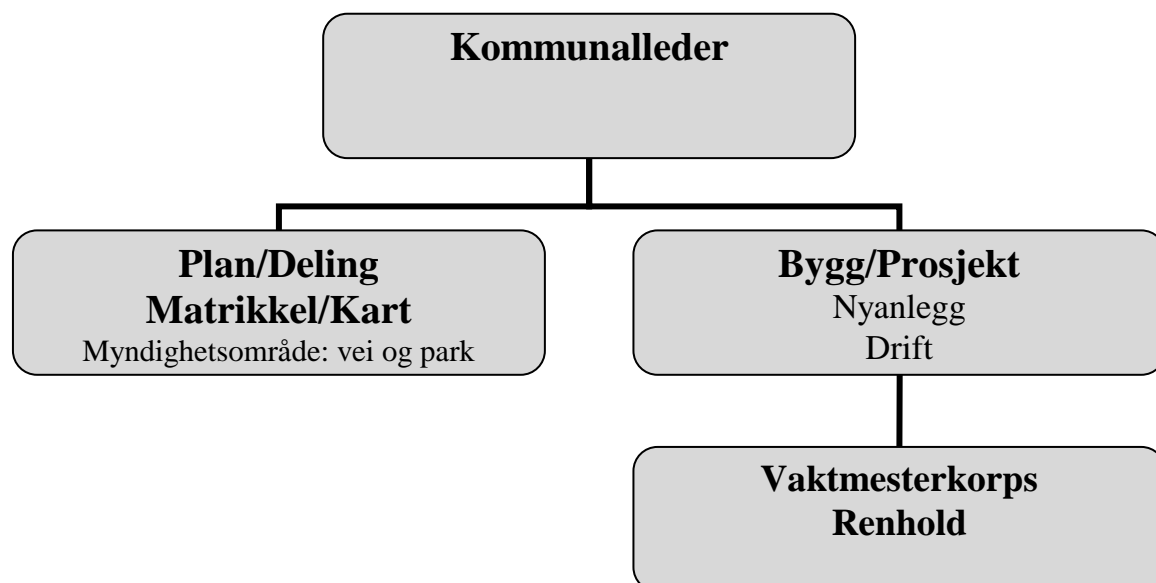 Kommunalleder
Plan/Deling
Matrikkel/Kart
Myndighetsområde: vei og park
Bygg/Prosjekt
Nyanlegg
Drift
Vaktmesterkorps
Renhold